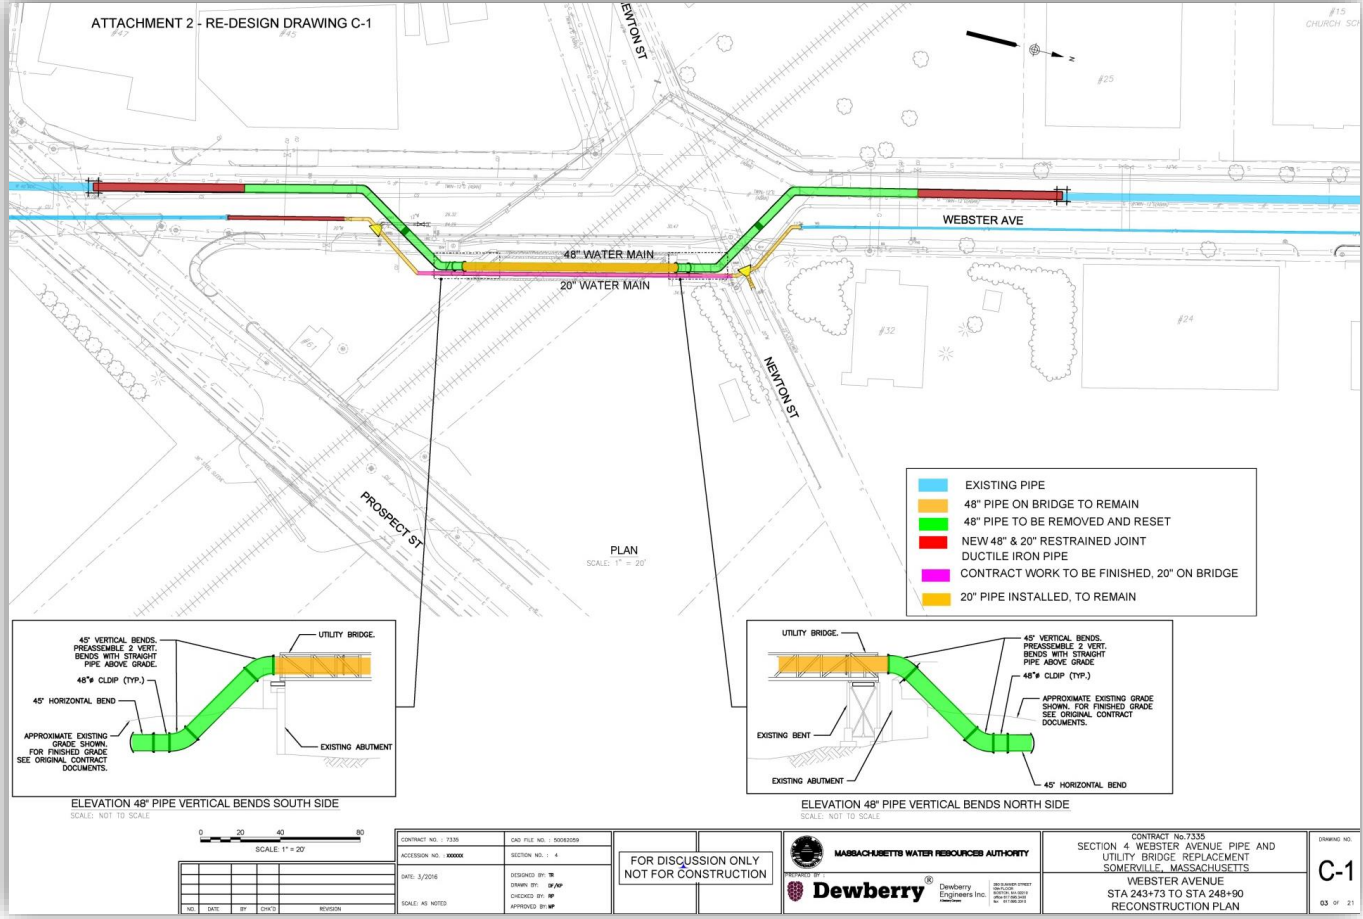 ATTACHMENT 2 - RE-DESIGN DRAWING C-1
#47
#45
NEWTON ST
N
#15
CHURCH SCH
#25
WEBSTER AVE
48" WATER MAIN
20" WATER MAIN
#61
#32
#24
NEWTON ST
PROSPECT ST
PLAN
SCALE: 1" = 20'
EXISTING PIPE
48" PIPE ON BRIDGE TO REMAIN
48" PIPE TO BE REMOVED AND RESET
NEW 48" & 20" RESTRAINED JOINT
DUCTILE IRON PIPE
CONTRACT WORK TO BE FINISHED, 20" ON BRIDGE
20" PIPE INSTALLED, TO REMAIN
45° VERTICAL BENDS.
PREASSEMBLE 2 VERT.
BENDS WITH STRAIGHT
PIPE ABOVE GRADE.
48"ø CLDIP (TYP.)
45° HORIZONTAL BEND
APPROXIMATE EXISTING
GRADE SHOWN.
FOR FINISHED GRADE
SEE ORIGINAL CONTRACT
DOCUMENTS.
UTILITY BRIDGE.
EXISTING ABUTMENT
ELEVATION 48" PIPE VERTICAL BENDS SOUTH SIDE
SCALE: NOT TO SCALE
UTILITY BRIDGE.
EXISTING BENT
EXISTING ABUTMENT
45° VERTICAL BENDS.
PREASSEMBLE 2 VERT.
BENDS WITH STRAIGHT
PIPE ABOVE GRADE
48"ø CLDIP (TYP.)
APPROXIMATE EXISTING GRADE
SHOWN. FOR FINISHED GRADE
SEE ORIGINAL CONTRACT
DOCUMENTS.
45° HORIZONTAL BEND
ELEVATION 48" PIPE VERTICAL BENDS NORTH SIDE
SCALE: NOT TO SCALE
0 20 40 80
SCALE: 1" = 20'
NO. DATE BY CHK'D REVISION
CONTRACT NO. : 7335
CAD FILE NO. : 50082059
ACCESSION NO. : XXXXXX
SECTION NO. : 4
DATE: 3/2016
DESIGNED BY: TR
DRAWN BY: DF/NP
CHECKED BY: RP
SCALE: AS NOTED
APPROVED BY: MP
FOR DISCUSSION ONLY
NOT FOR CONSTRUCTION
MASSACHUSETTS WATER RESOURCES AUTHORITY
PREPARED BY :
Dewberry®
Dewberry
Engineers Inc.
CONTRACT No.7335
SECTION 4 WEBSTER AVENUE PIPE AND
UTILITY BRIDGE REPLACEMENT
SOMERVILLE, MASSACHUSETTS
WEBSTER AVENUE
STA 243+73 TO STA 248+90
RECONSTRUCTION PLAN
DRAWING NO.
C-1
03 OF 21